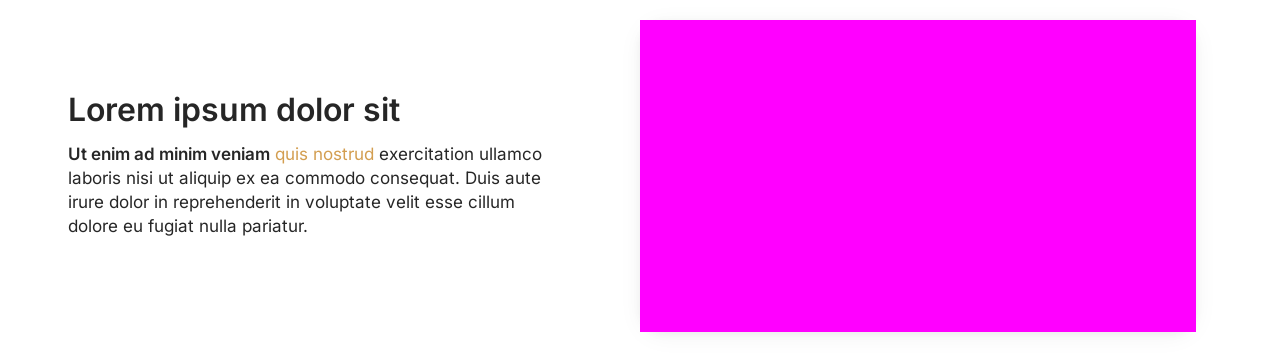 Lorem ipsum dolor sit
Ut enim ad minim veniam quis nostrud exercitation ullamco
laboris nisi ut aliquip ex ea commodo consequat. Duis aute
irure dolor in reprehenderit in voluptate velit esse cillum
dolore eu fugiat nulla pariatur.